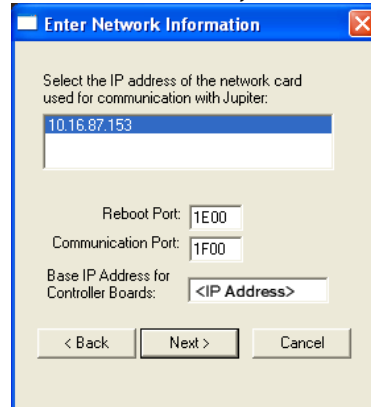 Enter Network Information
Select the IP address of the network card
used for communication with Jupiter:
10.16.87.153
Reboot Port: 1E00
Communication Port: 1F00
Base IP Address for
Controller Boards: <IP Address>
< Back Next > Cancel